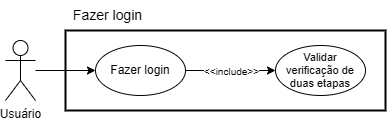 Fazer login
Fazer login
<<include>>
Validar
verificação de
duas etapas
Usuário